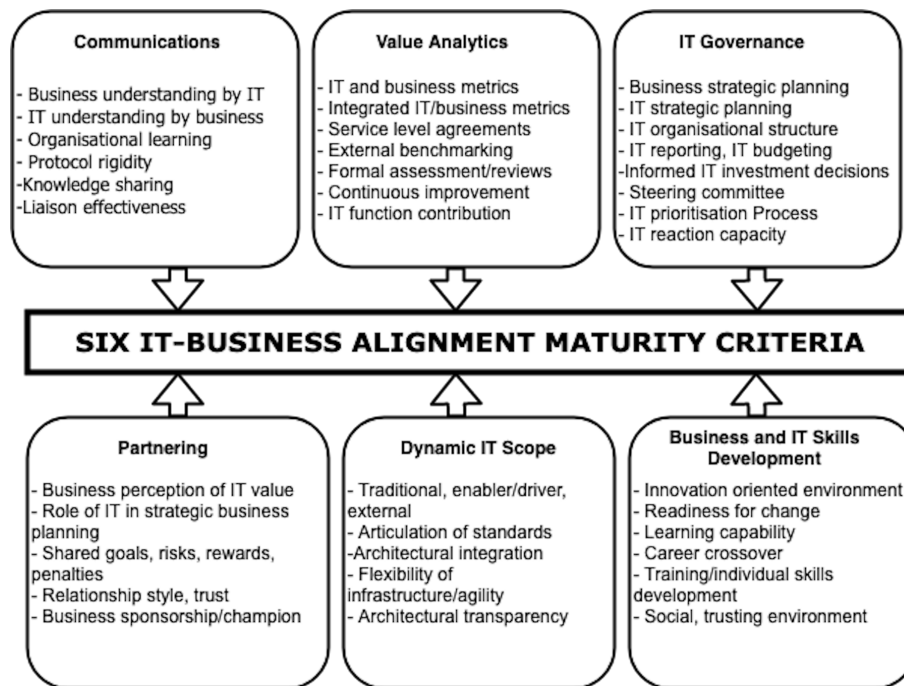 Communications
- Business understanding by IT
- IT understanding by business
- Organisational learning
- Protocol rigidity
-Knowledge sharing
-Liaison effectiveness
Value Analytics
- IT and business metrics
- Integrated IT/business metrics
- Service level agreements
- External benchmarking
- Formal assessment/reviews
- Continuous improvement
- IT function contribution
IT Governance
- Business strategic planning
- IT strategic planning
- IT organisational structure
- IT reporting, IT budgeting
-Informed IT investment decisions
- Steering committee
- IT prioritisation Process
- IT reaction capacity
SIX IT-BUSINESS ALIGNMENT MATURITY CRITERIA
Partnering
- Business perception of IT value
- Role of IT in strategic business
planning
- Shared goals, risks, rewards,
penalties
- Relationship style, trust
- Business sponsorship/champion
Dynamic IT Scope
- Traditional, enabler/driver,
external
- Articulation of standards
-Architectural integration
- Flexibility of
infrastructure/agility
- Architectural transparency
Business and IT Skills
Development
- Innovation oriented environment
- Readiness for change
- Learning capability
- Career crossover
- Training/individual skills
development
- Social, trusting environment